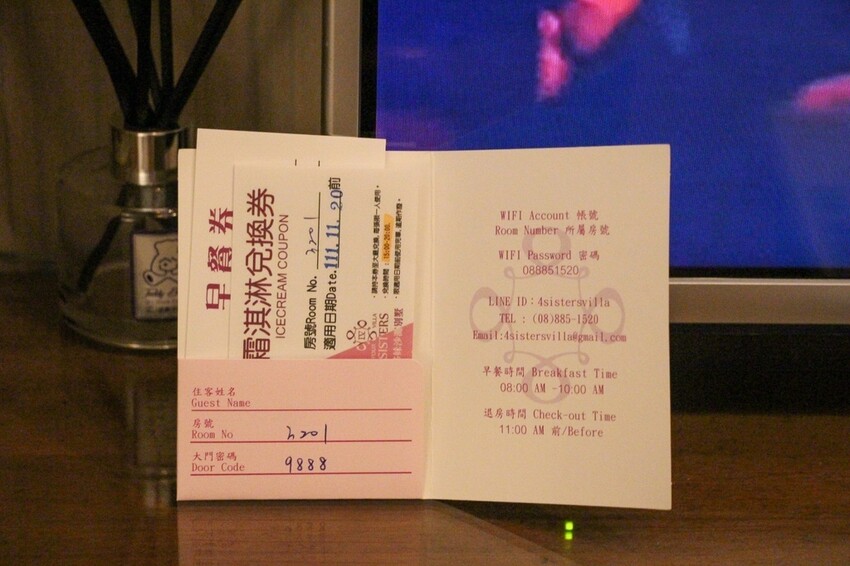 早餐券
霜淇淋兌換券
ICECREAM COUPON
房號Room No. 3201
適用日期Date. 111.11.20前
SISTERS
VILLA
住客姓名
Guest Name
房號
Room No 3201
大門密碼
Door Code 9888
WIFI Account 帳號
Room Number 所屬房號
WIFI Password 密碼
088851520
LINE ID：4sistersvilla
TEL：(08)885-1520
Email:4sistersvilla@gmail.com
早餐時間 Breakfast Time
08:00 AM -10:00 AM
退房時間 Check-out Time
11:00 AM 前/Before